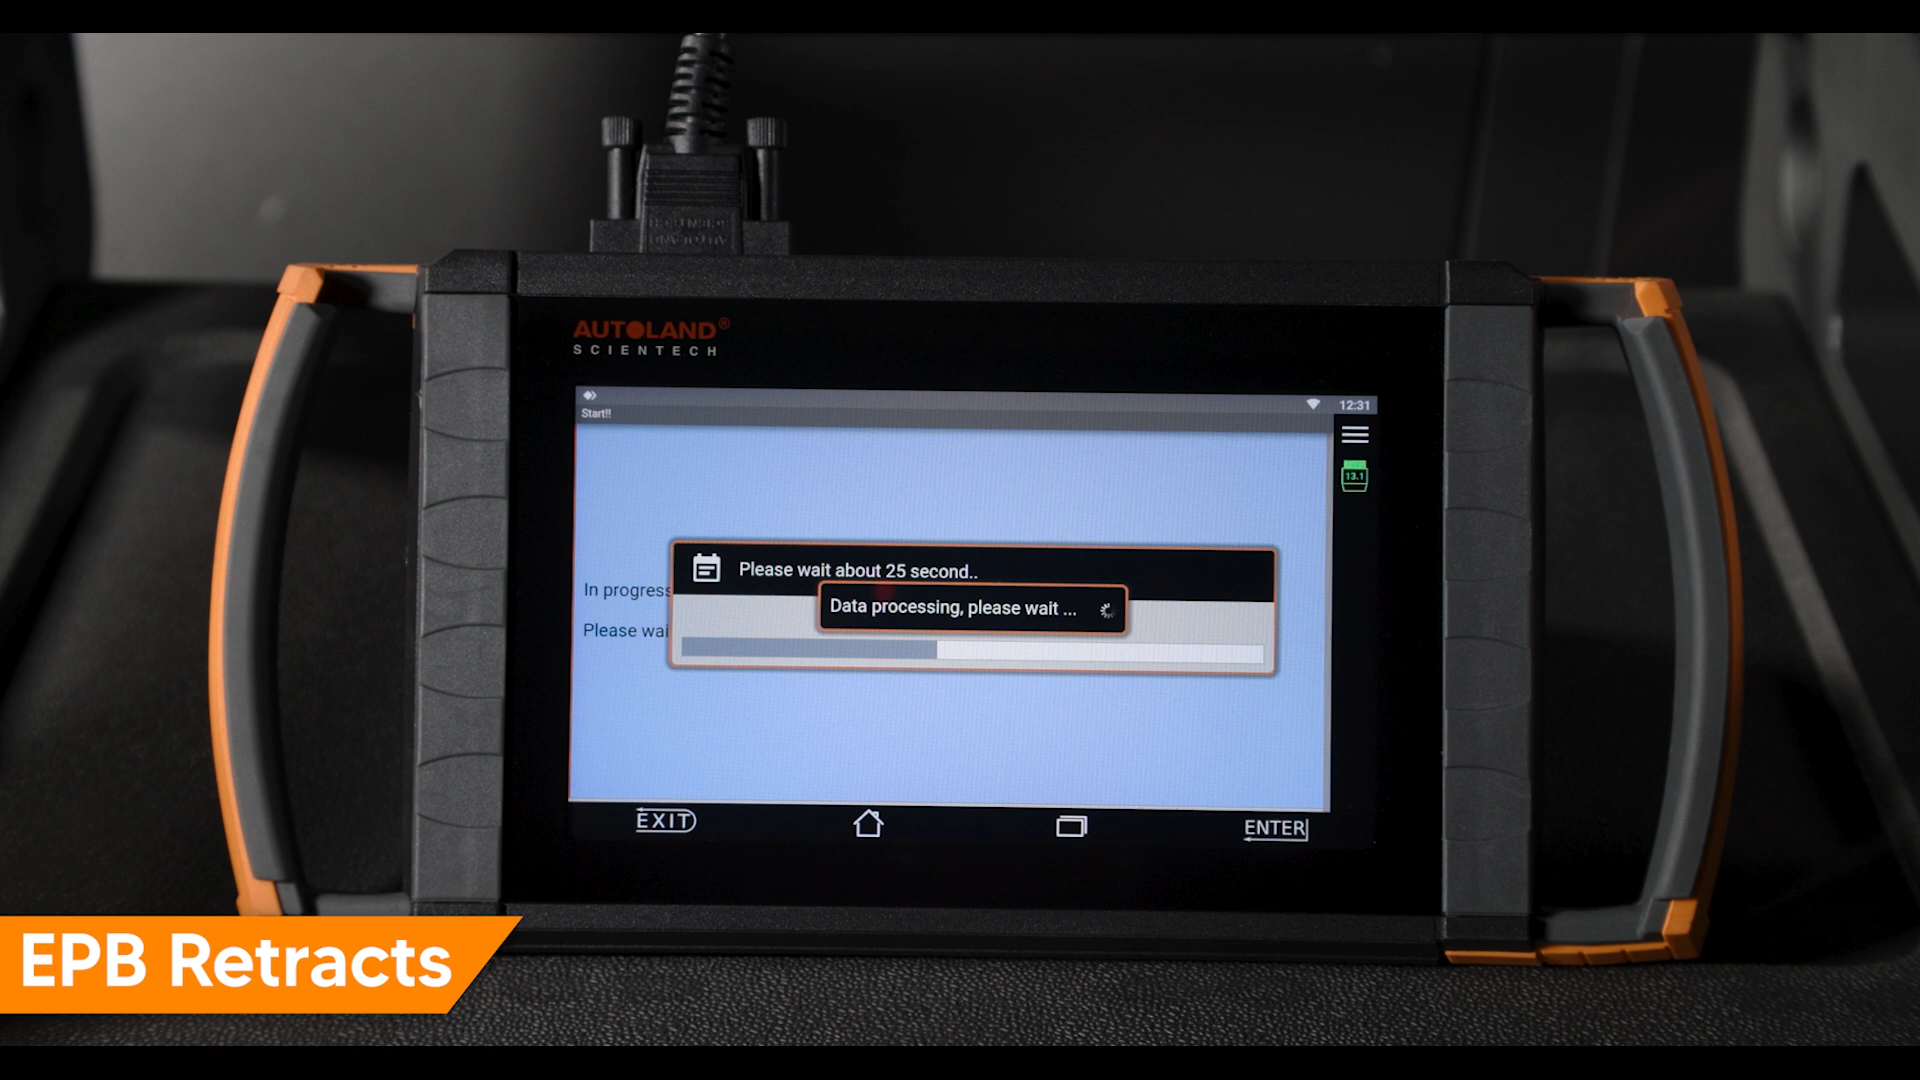 AUTOLAND®
SCIENTECH
12:31
Start!!
13.1
Please wait about 25 second..
Data processing, please wait ...
In progress
Please wai
EXIT
ENTER
EPB Retracts